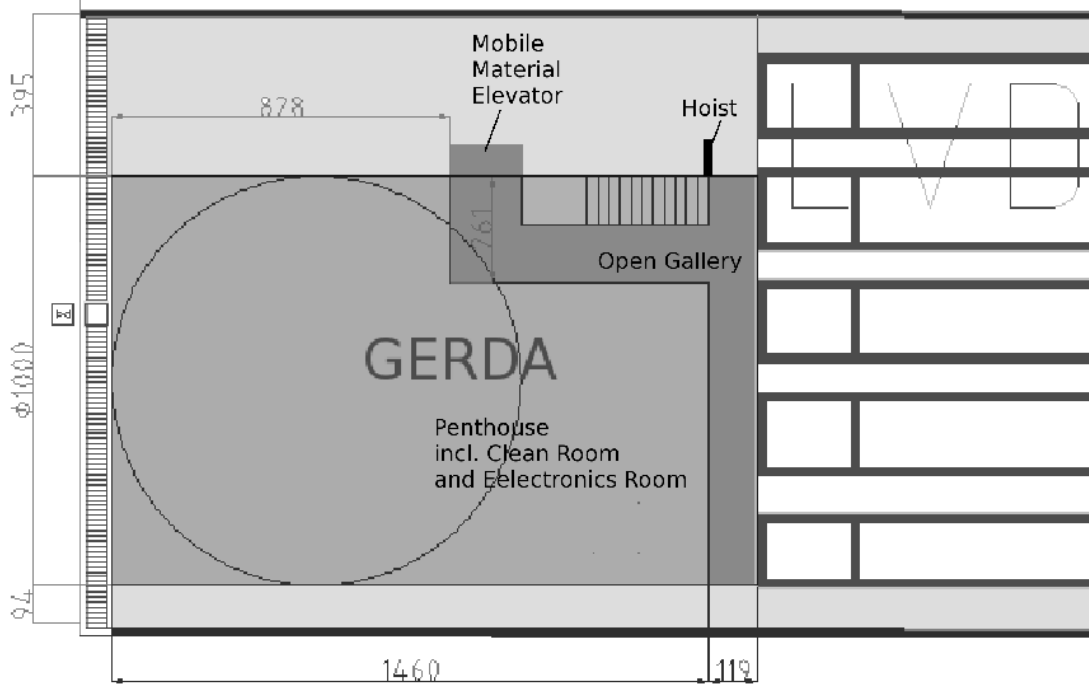 Mobile
Material
Elevator
878
Hoist
395
LVD
261
Open Gallery
GERDA
Φ1000
Penthouse
incl. Clean Room
and Eelectronics Room
94
1460
119